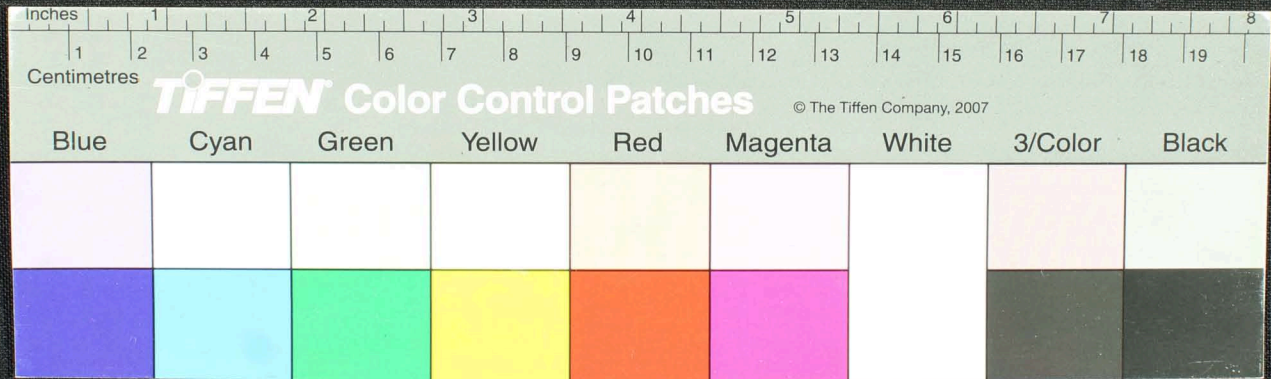 Inches 1 2 3 4 5 6 7 8
1 2 3 4 5 6 7 8 9 10 11 12 13 14 15 16 17 18 19
Centimetres
TIFFEN® Color Control Patches © The Tiffen Company, 2007
Blue Cyan Green Yellow Red Magenta White 3/Color Black